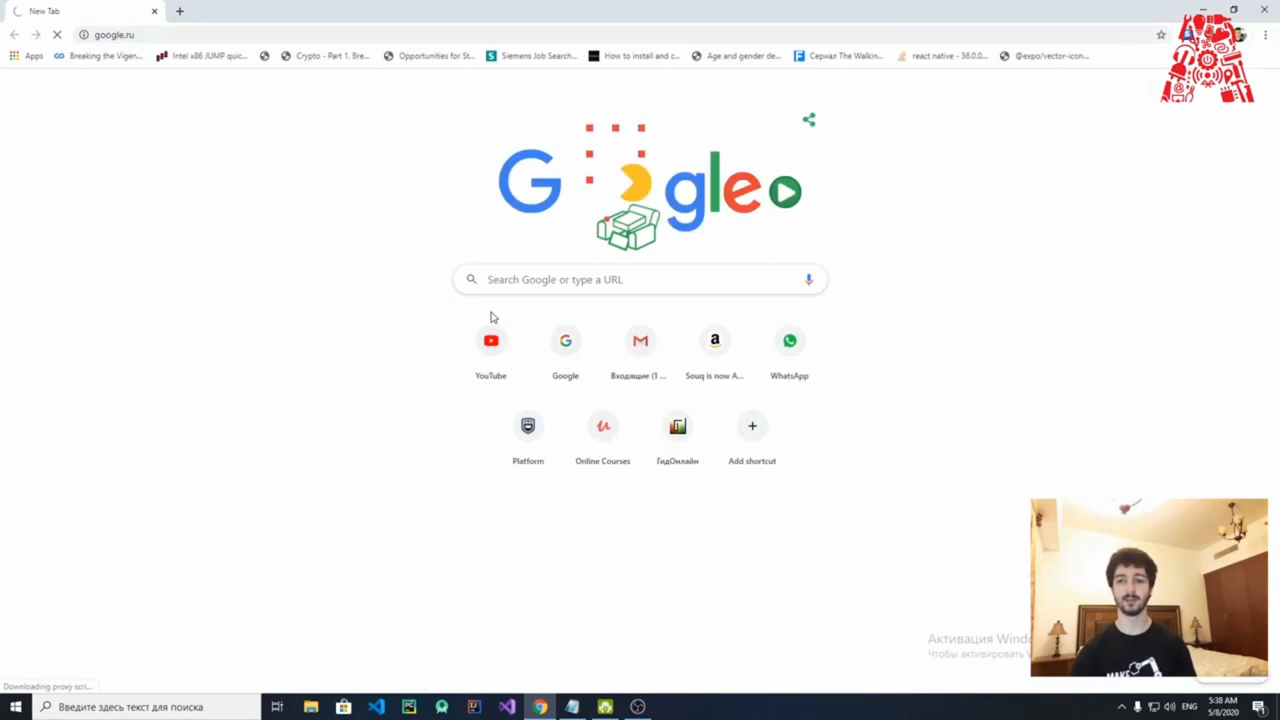 New Tab
google.ru
Apps
Breaking the Vigen...
Intel x86 JUMP quic...
Crypto - Part 1. Bre...
Opportunities for St...
Siemens Job Search...
How to install and c...
Age and gender de...
Сериал The Walkin...
react native - 36.0.0...
@expo/vector-icon...
G gle
Search Google or type a URL
YouTube
Google
Входящие (1 ...
Souq is now A...
WhatsApp
Platform
Online Courses
ГидОнлайн
Add shortcut
Активация Wind
Чтобы активировать
MAKE
Downloading proxy scri...
Введите здесь текст для поиска
ENG
5:38 AM
5/8/2020